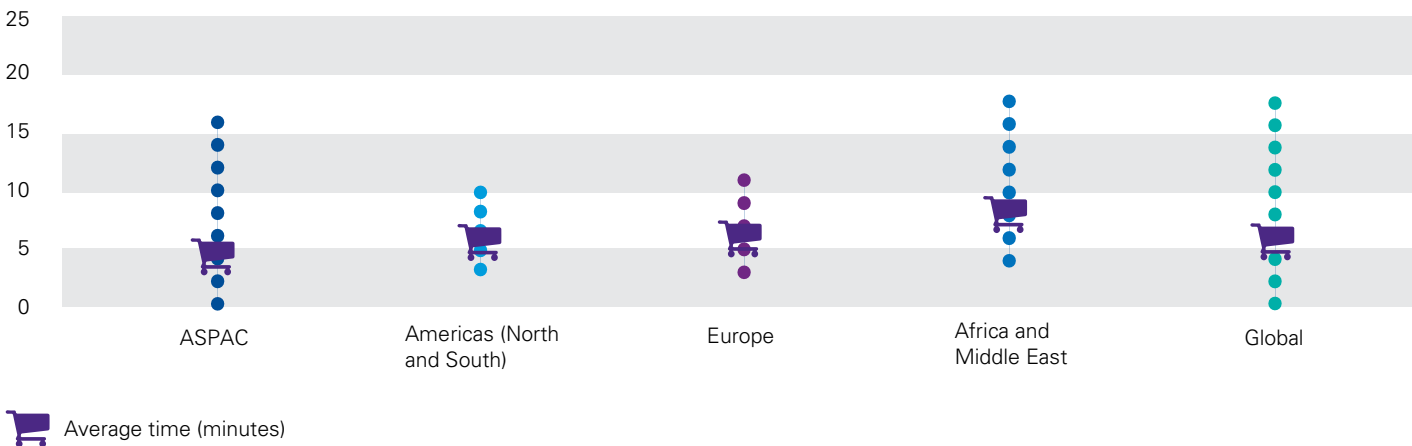 25
20
15
10
5
0
ASPAC
Americas (North
and South)
Europe
Africa and
Middle East
Global
Average time (minutes)